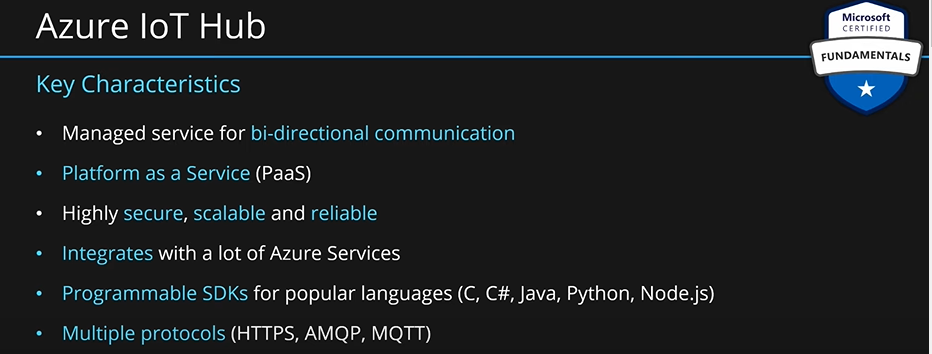 Azure IoT Hub
Microsoft
CERTIFIED
FUNDAMENTALS
Key Characteristics
• Managed service for bi-directional communication
• Platform as a Service (PaaS)
• Highly secure, scalable and reliable
• Integrates with a lot of Azure Services
• Programmable SDKs for popular languages (C, C#, Java, Python, Node.js)
• Multiple protocols (HTTPS, AMQP, MQTT)